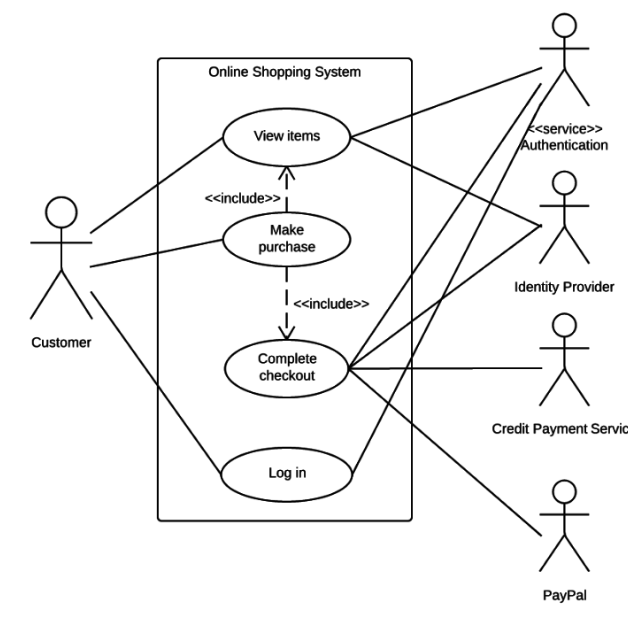 Online Shopping System
View items
<<service>>
Authentication
<<include>>
Make
purchase
Identity Provider
<<include>>
Customer
Complete
checkout
Credit Payment Servic
Log in
PayPal